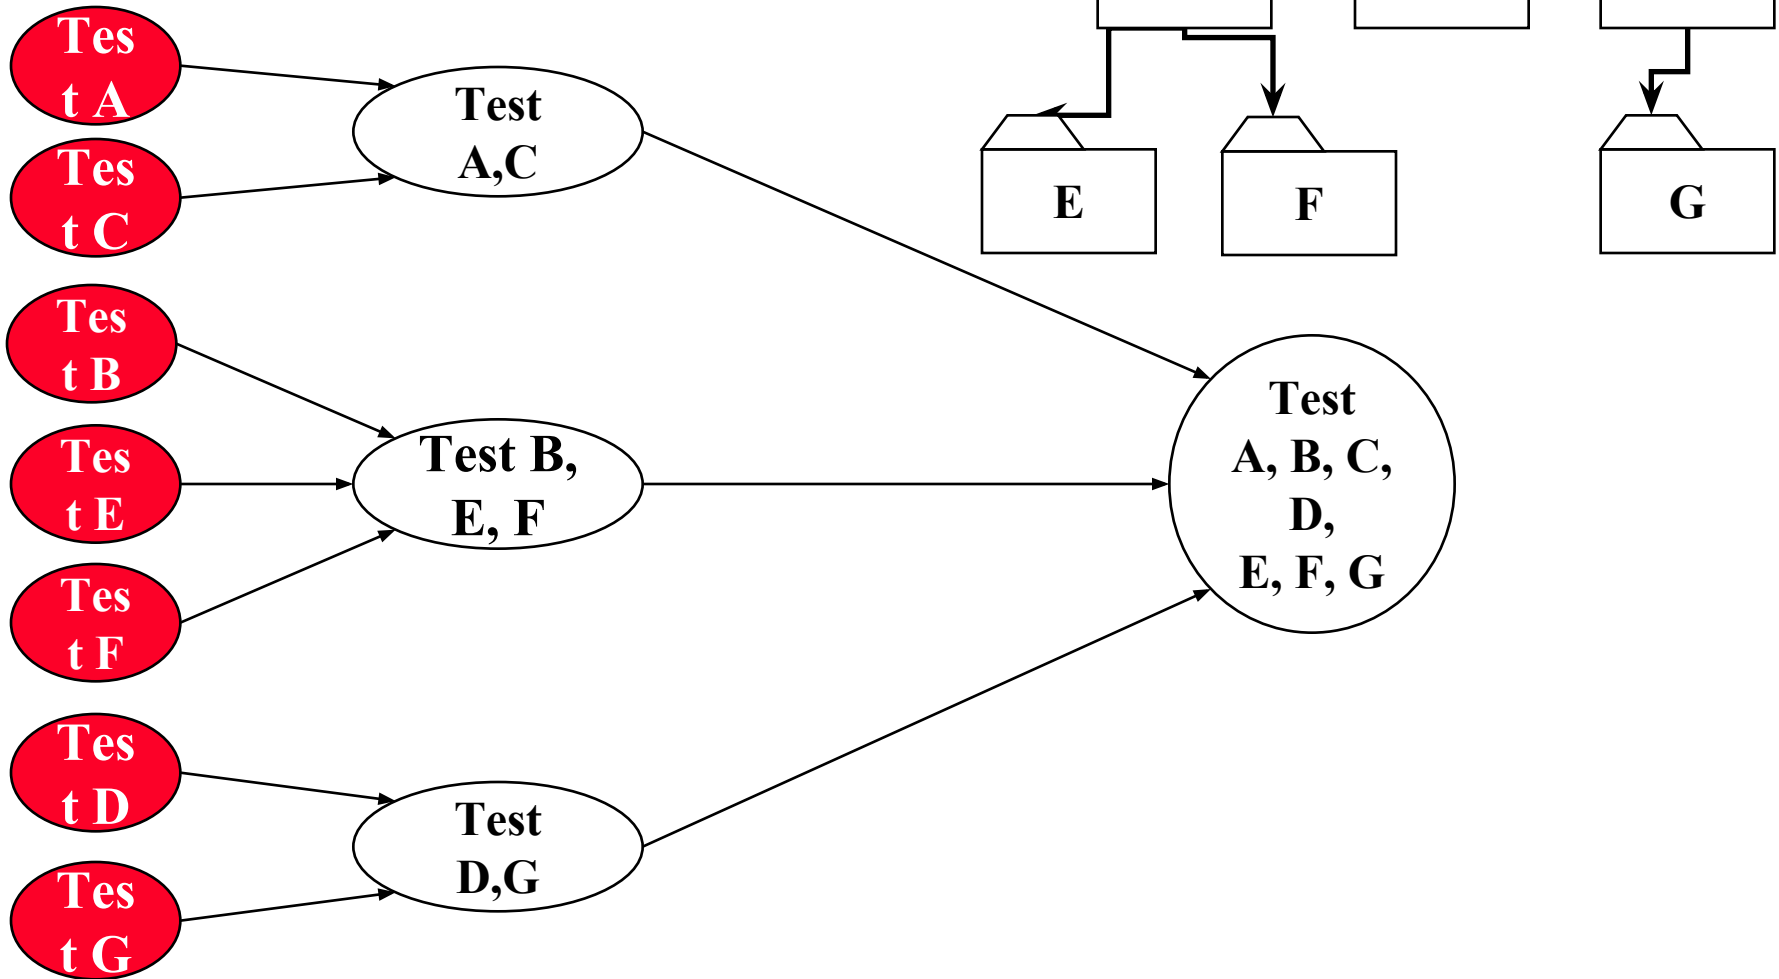 Tes
t A
Tes
t C
Tes
t B
Tes
t E
Tes
t F
Tes
t D
Tes
t G
Test
A,C
Test B,
E, F
Test
D,G
E
F
G
Test
A, B, C,
D,
E, F, G